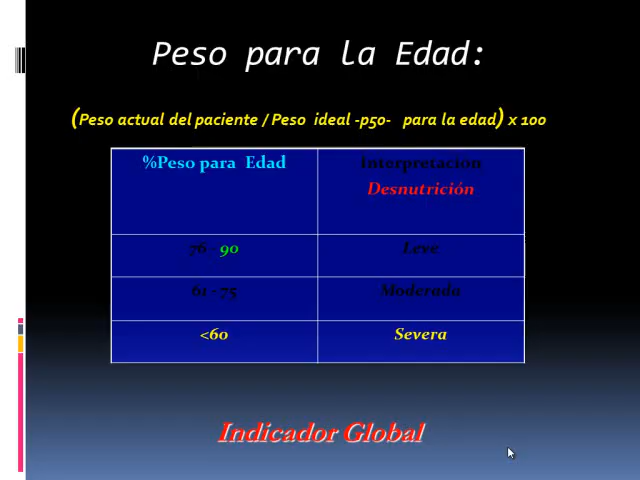 Peso para la Edad:
(Peso actual del paciente / Peso ideal -p50- para la edad) x 100
%Peso para Edad
Interpretación
Desnutrición
76 - 90
Leve
61 - 75
Moderada
<60
Severa
Indicador Global